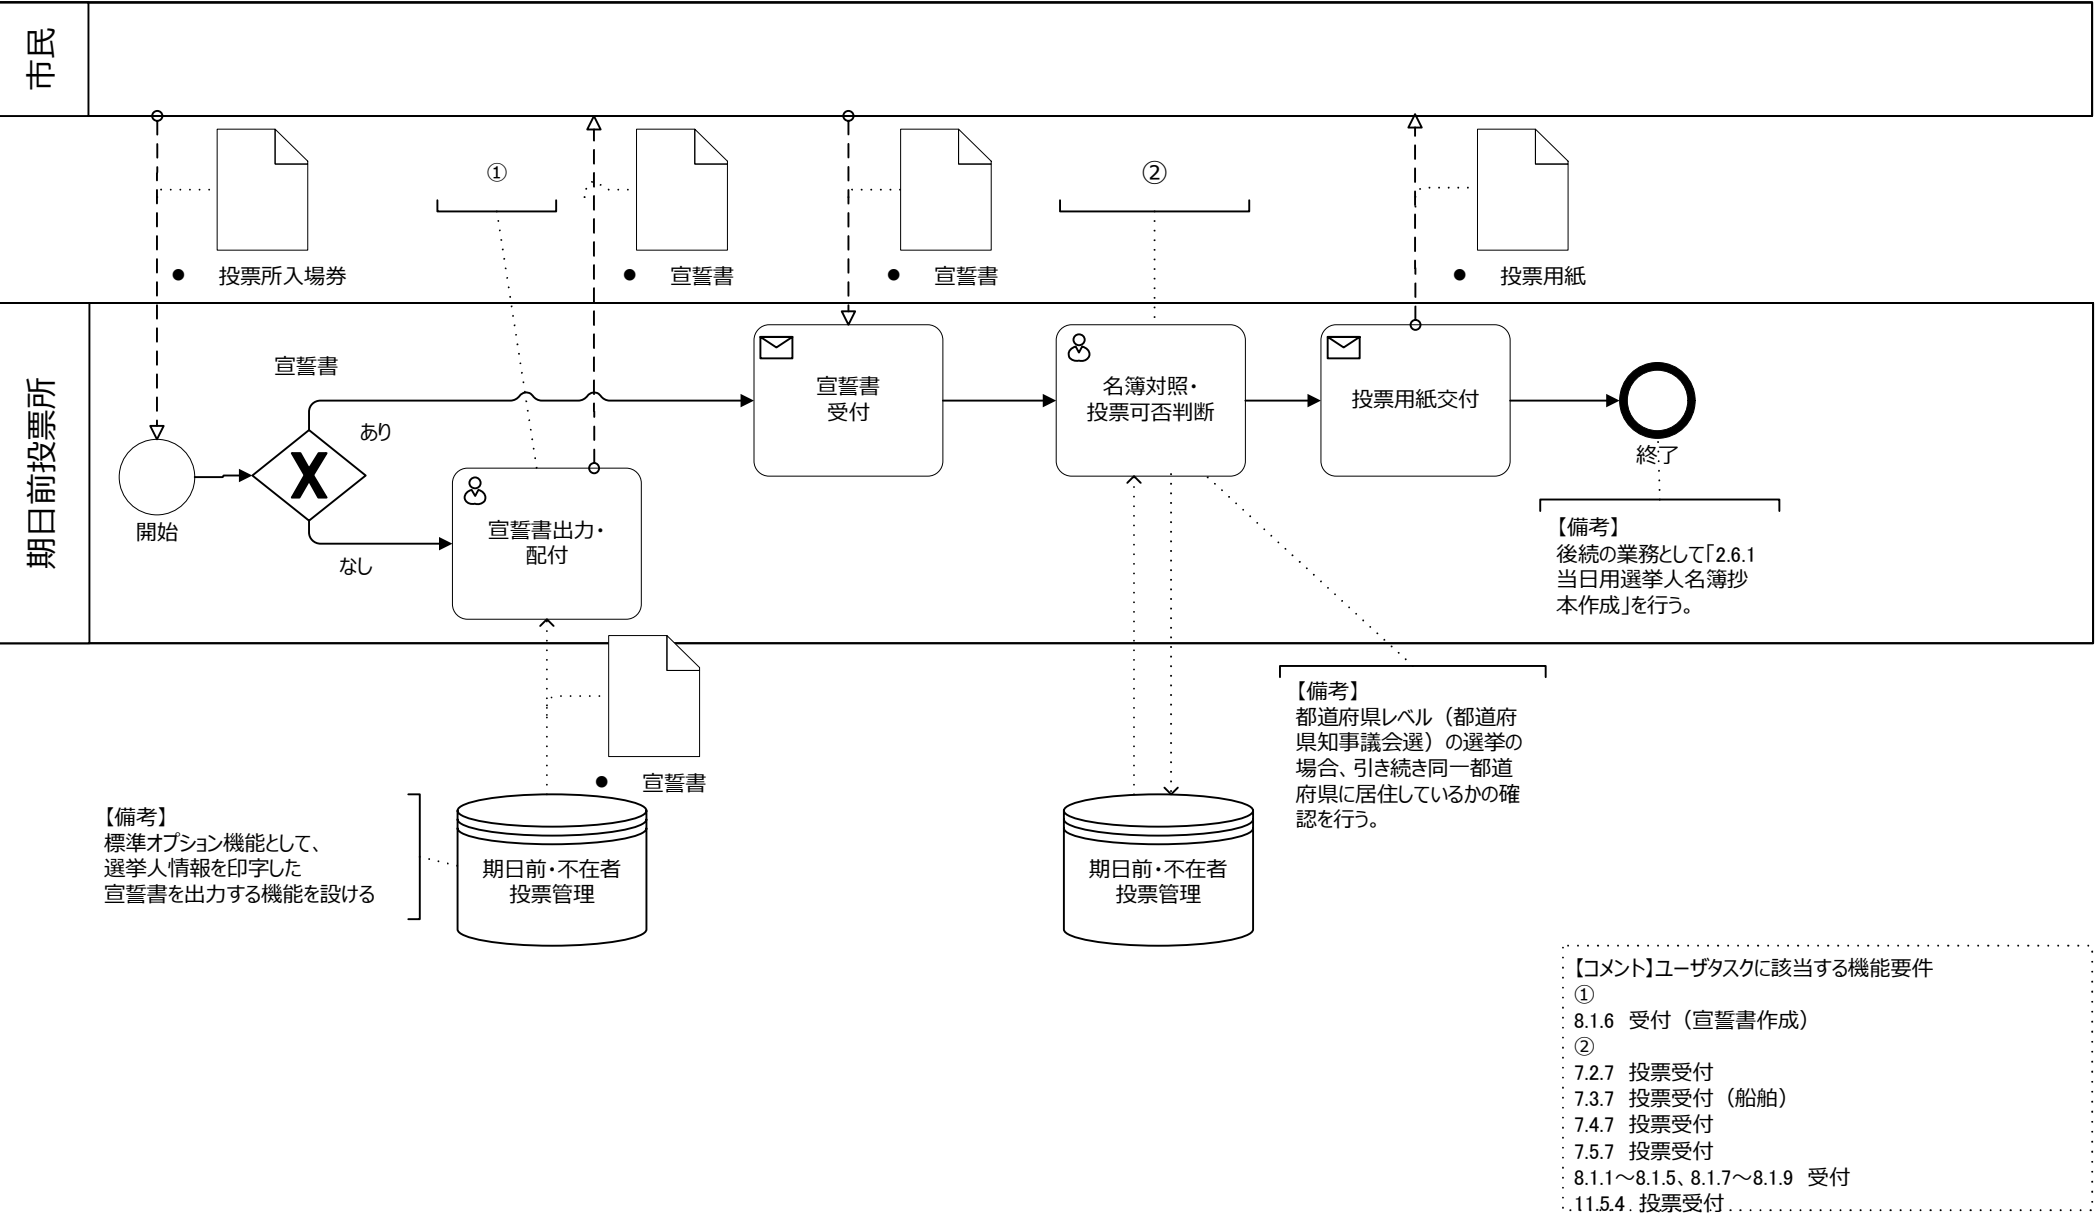 市民
①
②
● 投票所入場券
● 宣誓書
● 宣誓書
● 投票用紙
期日前投票所
宣誓書
あり
なし
開始
宣誓書出力・
配付
宣誓書
受付
名簿対照・
投票可否判断
投票用紙交付
終了
【備考】
後続の業務として「2.6.1
当日用選挙人名簿抄
本作成」を行う。
● 宣誓書
【備考】
標準オプション機能として、
選挙人情報を印字した
宣誓書を出力する機能を設ける
期日前・不在者
投票管理
期日前・不在者
投票管理
【備考】
都道府県レベル（都道府
県知事議会選）の選挙の
場合、引き続き同一都道
府県に居住しているかの確
認を行う。
【コメント】ユーザタスクに該当する機能要件
①
8.1.6 受付（宣誓書作成）
②
7.2.7 投票受付
7.3.7 投票受付（船舶）
7.4.7 投票受付
7.5.7 投票受付
8.1.1～8.1.5、8.1.7～8.1.9 受付
11.5.4 投票受付